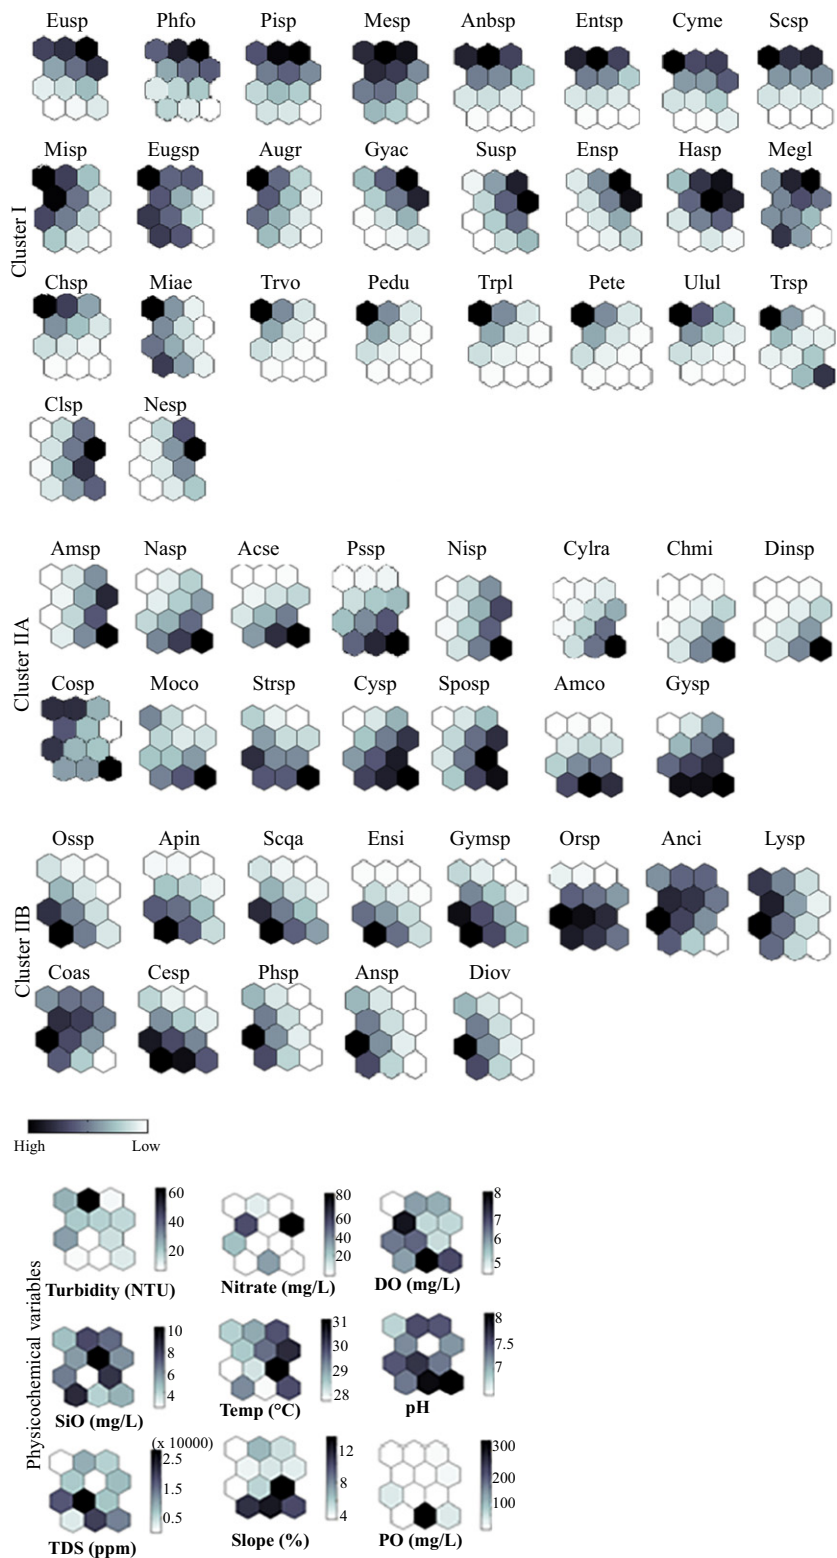 Eusp Phfo Pisp Mesp Anbsp Entsp Cyme Scsp
Misp Eugsp Augr Gyac Susp Ensp Hasp Megl
Cluster I
Chsp Miae Trvo Pedu Trpl Pete Ulul Trsp
Clsp Nesp
Amsp Nasp Acse Pssp Nisp Cylra Chmi Dinsp
Cluster IIA
Cosp Moco Strsp Cysp Sposp Amco Gysp
Ossp Apin Scqa Ensi Gymsp Orsp Anci Lysp
Cluster IIB
Coas Cesp Phsp Ansp Diov
High Low
Physicochemical variables
60
40
20
Turbidity (NTU)
80
60
40
20
Nitrate (mg/L)
8
7
6
5
DO (mg/L)
10
8
6
4
SiO (mg/L)
31
30
29
28
Temp (°C)
8
7.5
7
pH
(x 10000)
2.5
1.5
0.5
TDS (ppm)
12
8
4
Slope (%)
300
200
100
PO (mg/L)